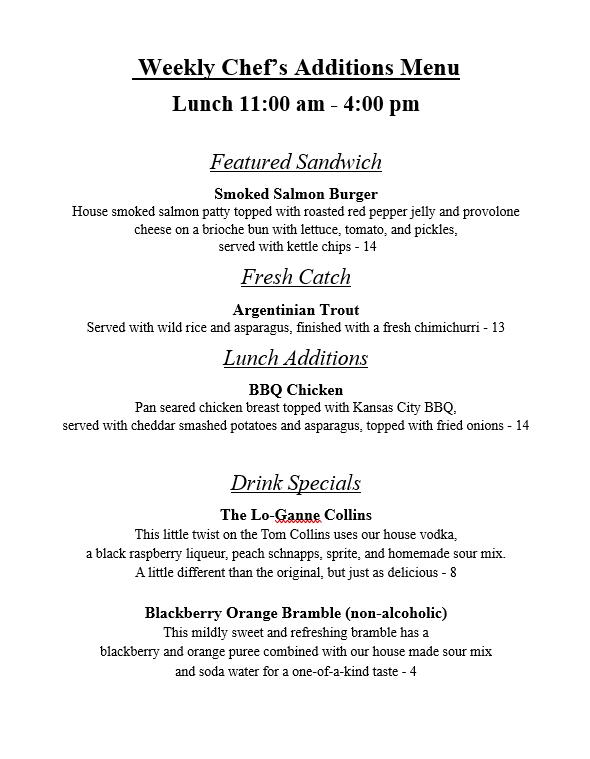 Weekly Chef’s Additions Menu
Lunch 11:00 am - 4:00 pm
Featured Sandwich
Smoked Salmon Burger
House smoked salmon patty topped with roasted red pepper jelly and provolone
cheese on a brioche bun with lettuce, tomato, and pickles,
served with kettle chips - 14
Fresh Catch
Argentinian Trout
Served with wild rice and asparagus, finished with a fresh chimichurri - 13
Lunch Additions
BBQ Chicken
Pan seared chicken breast topped with Kansas City BBQ,
served with cheddar smashed potatoes and asparagus, topped with fried onions - 14
Drink Specials
The Lo-Ganne Collins
This little twist on the Tom Collins uses our house vodka,
a black raspberry liqueur, peach schnapps, sprite, and homemade sour mix.
A little different than the original, but just as delicious - 8
Blackberry Orange Bramble (non-alcoholic)
This mildly sweet and refreshing bramble has a
blackberry and orange puree combined with our house made sour mix
and soda water for a one-of-a-kind taste - 4